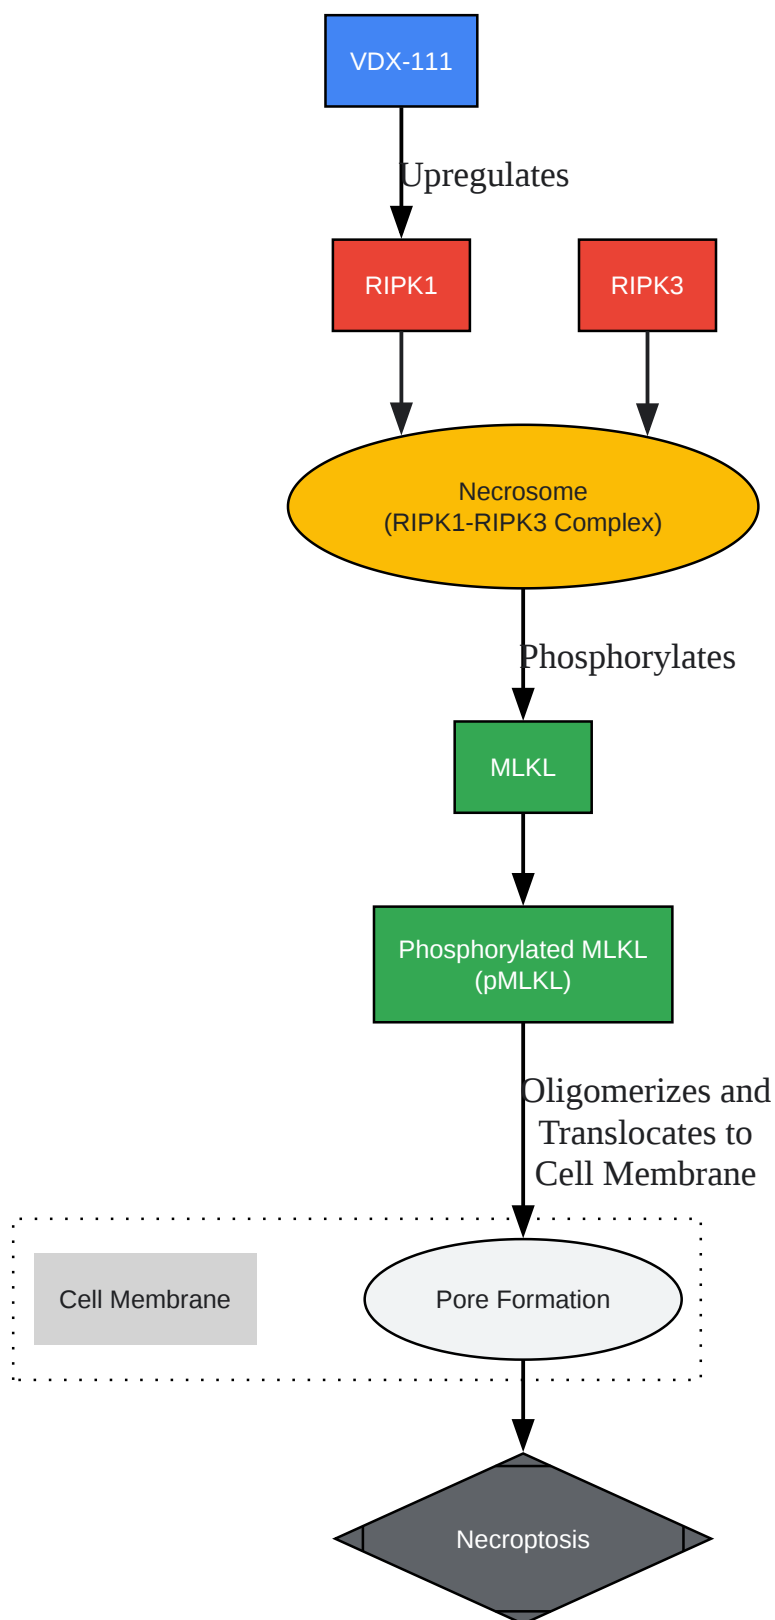 VDX-111
Upregulates
RIPK1
RIPK3
Necrosome
(RIPK1-RIPK3 Complex)
Phosphorylates
MLKL
Phosphorylated MLKL
(pMLKL)
Oligomerizes and
Translocates to
Cell Membrane
Cell Membrane
Pore Formation
Necroptosis